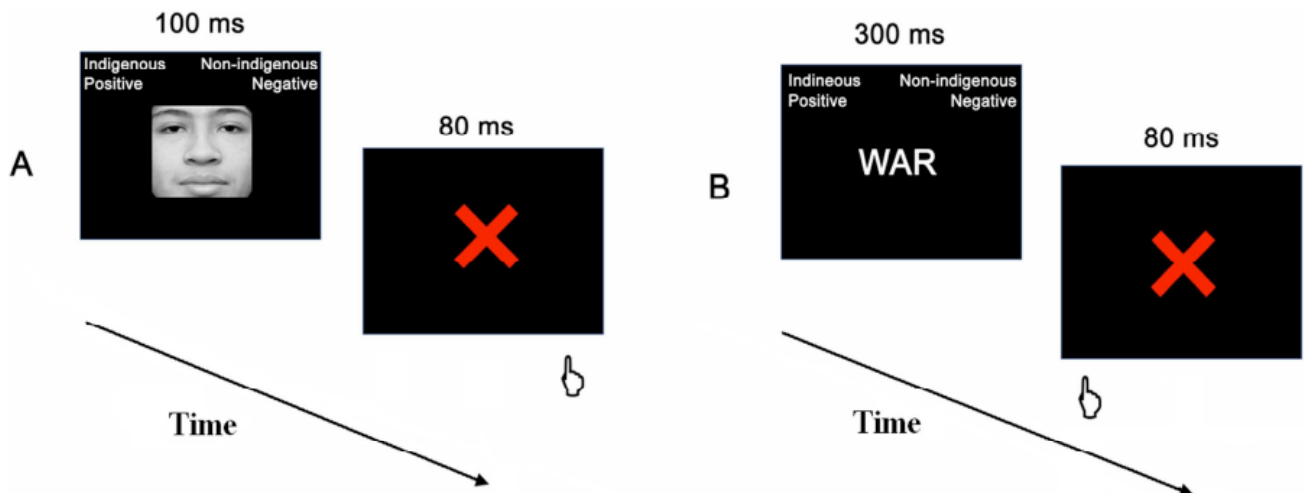 100 ms
Indigenous Non-indigenous
Positive Negative
80 ms
A
Time
300 ms
Indineous Non-indigenous
Positive Negative
WAR
80 ms
B
Time